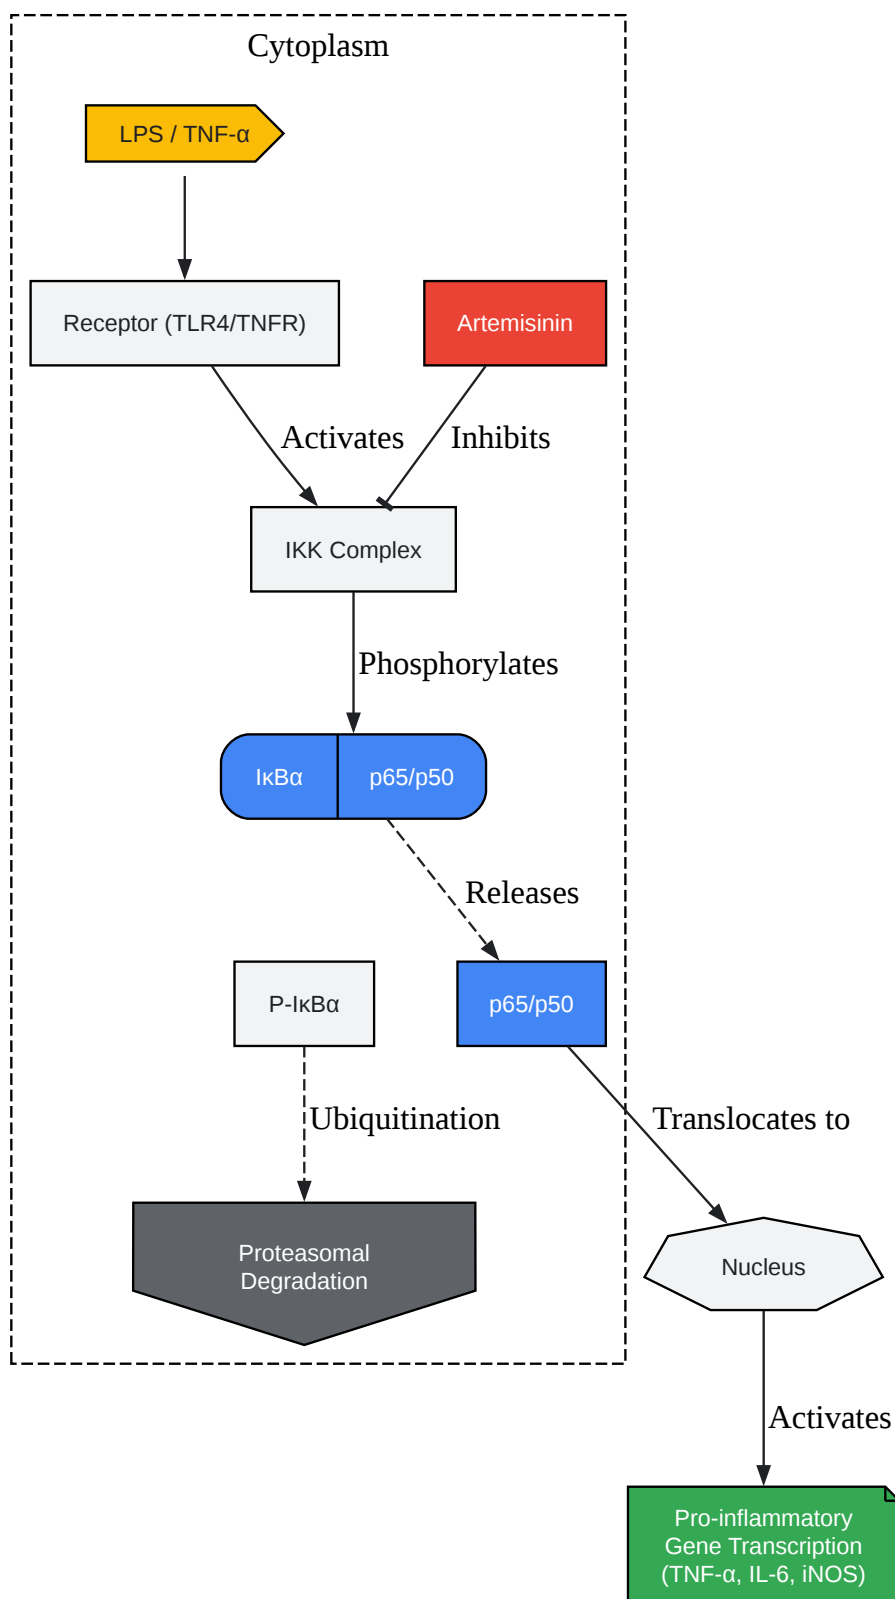 Cytoplasm
LPS / TNF-α
Receptor (TLR4/TNFR)
Artemisinin
Activates
Inhibits
IKK Complex
Phosphorylates
IκBα
p65/p50
Releases
P-IκBα
p65/p50
Ubiquitination
Translocates to
Proteasomal
Degradation
Nucleus
Activates
Pro-inflammatory
Gene Transcription
(TNF-α, IL-6, iNOS)